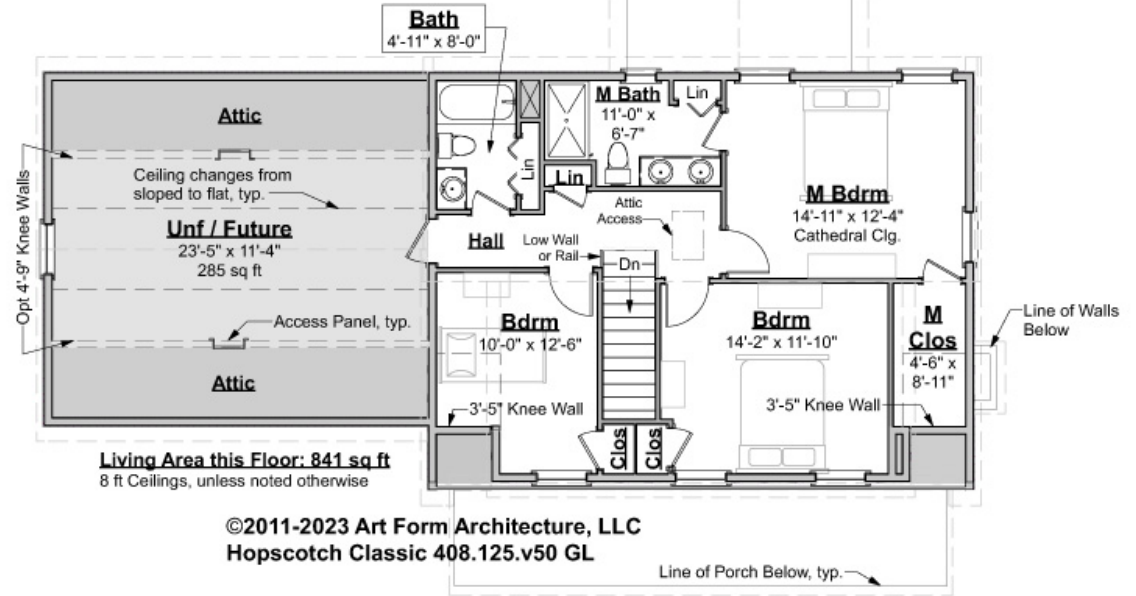 Bath
4'-11" x 8'-0"
Attic
Lin
M Bath
11'-0" x
6'-7"
Lin
Lin
Opt 4'-9" Knee Walls
Ceiling changes from
sloped to flat, typ.
Unf / Future
23'-5" x 11'-4"
285 sq ft
Access Panel, typ.
Attic
Hall
Attic
Access
Low Wall
or Rail
Dn
M Bdrm
14'-11" x 12'-4"
Cathedral Clg.
Bdrm
10'-0" x 12'-6"
3'-5" Knee Wall
Clos
Clos
Bdrm
14'-2" x 11'-10"
3'-5" Knee Wall
M
Clos
4'-6" x
8'-11"
Line of Walls
Below
Living Area this Floor: 841 sq ft
8 ft Ceilings, unless noted otherwise
©2011-2023 Art Form Architecture, LLC
Hopscotch Classic 408.125.v50 GL
Line of Porch Below, typ.